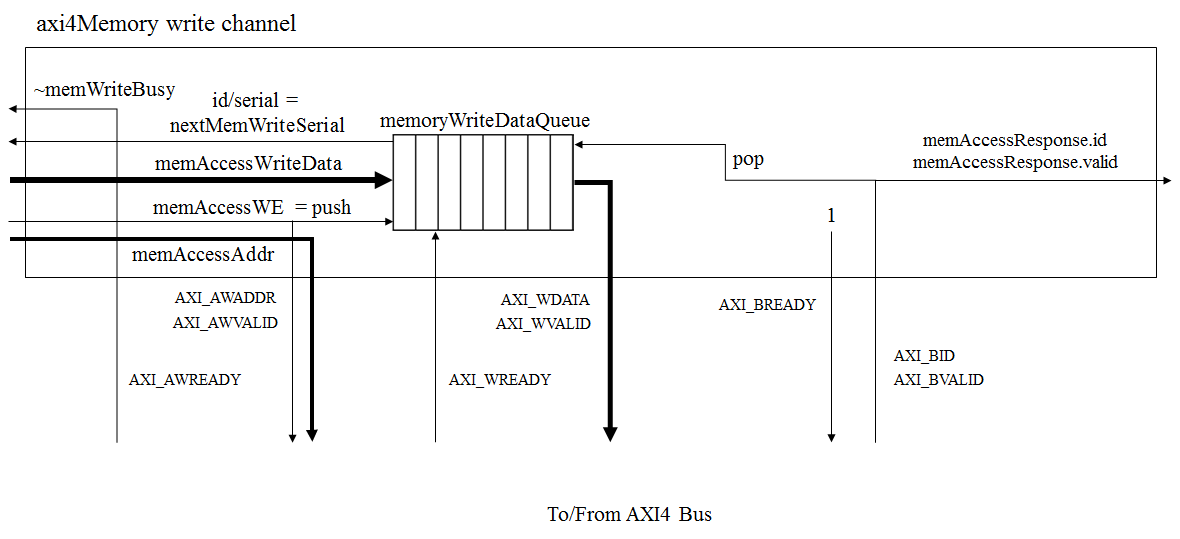 axi4Memory write channel
~memWriteBusy
id/serial =
nextMemWriteSerial
memoryWriteDataQueue
memAccessResponse.id
memAccessResponse.valid
memAccessWriteData
pop
memAccessWE = push
1
memAccessAddr
AXI_AWADDR
AXI_AWVALID
AXI_WDATA
AXI_WVALID
AXI_BREADY
AXI_AWREADY
AXI_WREADY
AXI_BID
AXI_BVALID
To/From AXI4 Bus